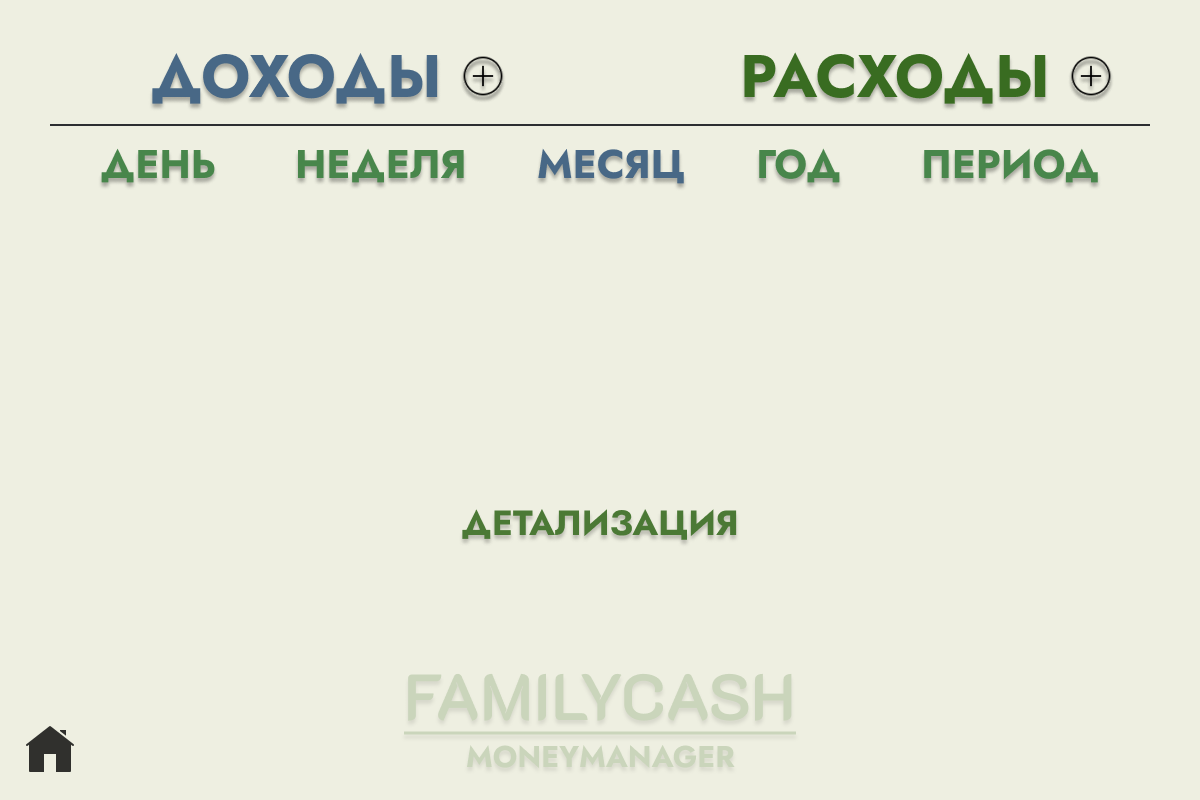 ДОХОДЫ РАСХОДЫ
ДЕНЬ НЕДЕЛЯ МЕСЯЦ ГОД ПЕРИОД
ДЕТАЛИЗАЦИЯ
FAMILYCASH
MONEYMANAGER